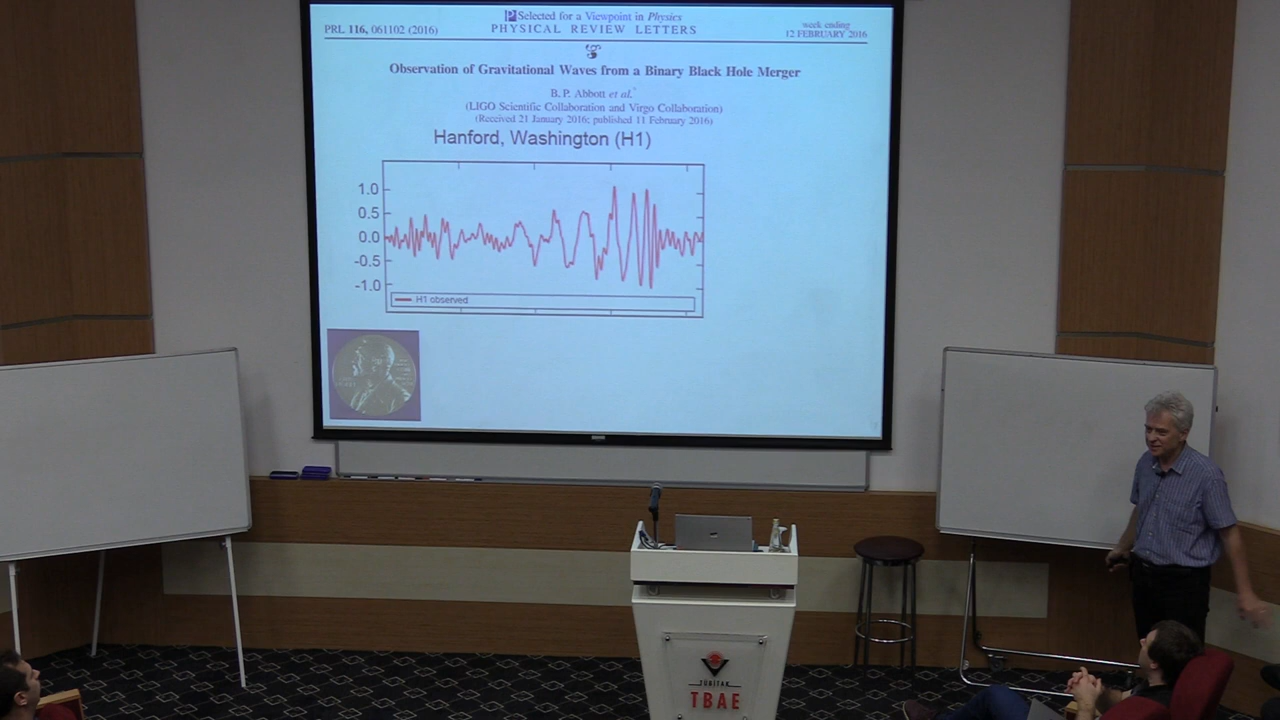 Selected for a Viewpoint in Physics
PRL 116, 061102 (2016)
PHYSICAL REVIEW LETTERS
week ending
12 FEBRUARY 2016
Observation of Gravitational Waves from a Binary Black Hole Merger
B. P. Abbott et al.*
(LIGO Scientific Collaboration and Virgo Collaboration)
(Received 21 January 2016; published 11 February 2016)
Hanford, Washington (H1)
1.0
0.5
0.0
-0.5
-1.0
H1 observed
TÜBİTAK
TBAE